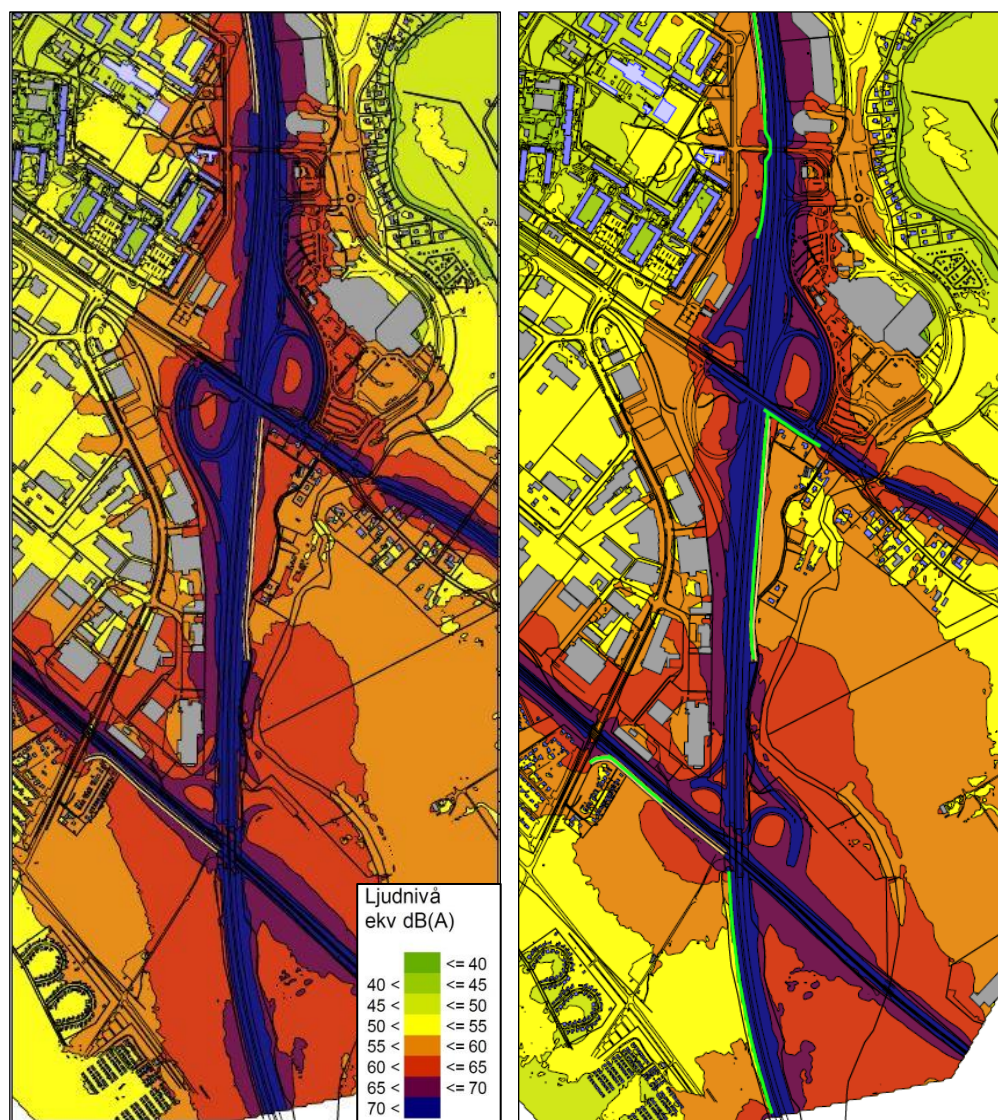 Ljudnivå
ekv dB(A)
<= 40
40 < <= 45
45 < <= 50
50 < <= 55
55 < <= 60
60 < <= 65
65 < <= 70
70 <